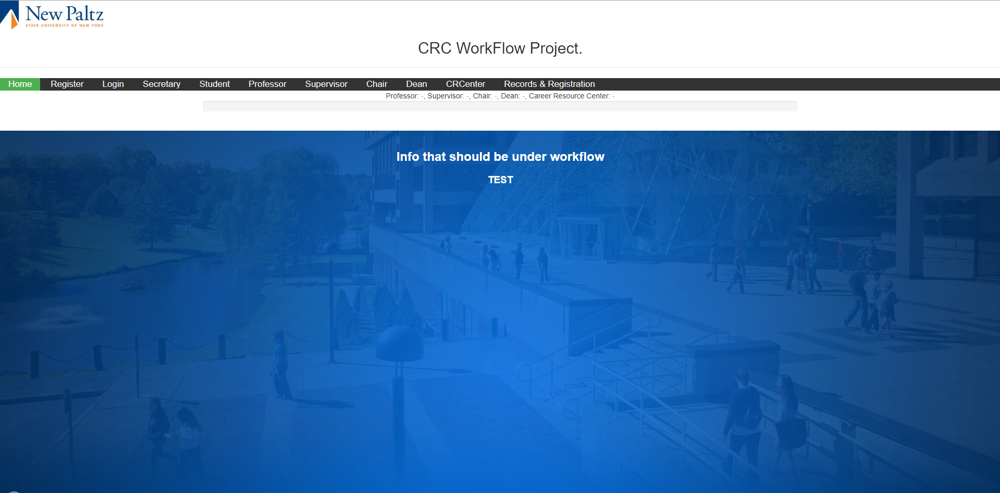 New Paltz
STATE UNIVERSITY OF NEW YORK
CRC WorkFlow Project.
Home Register Login Secretary Student Professor Supervisor Chair Dean CRCenter Records & Registration
Professor: -, Supervisor: -, Chair: -, Dean: -, Career Resource Center: -
Info that should be under workflow
TEST